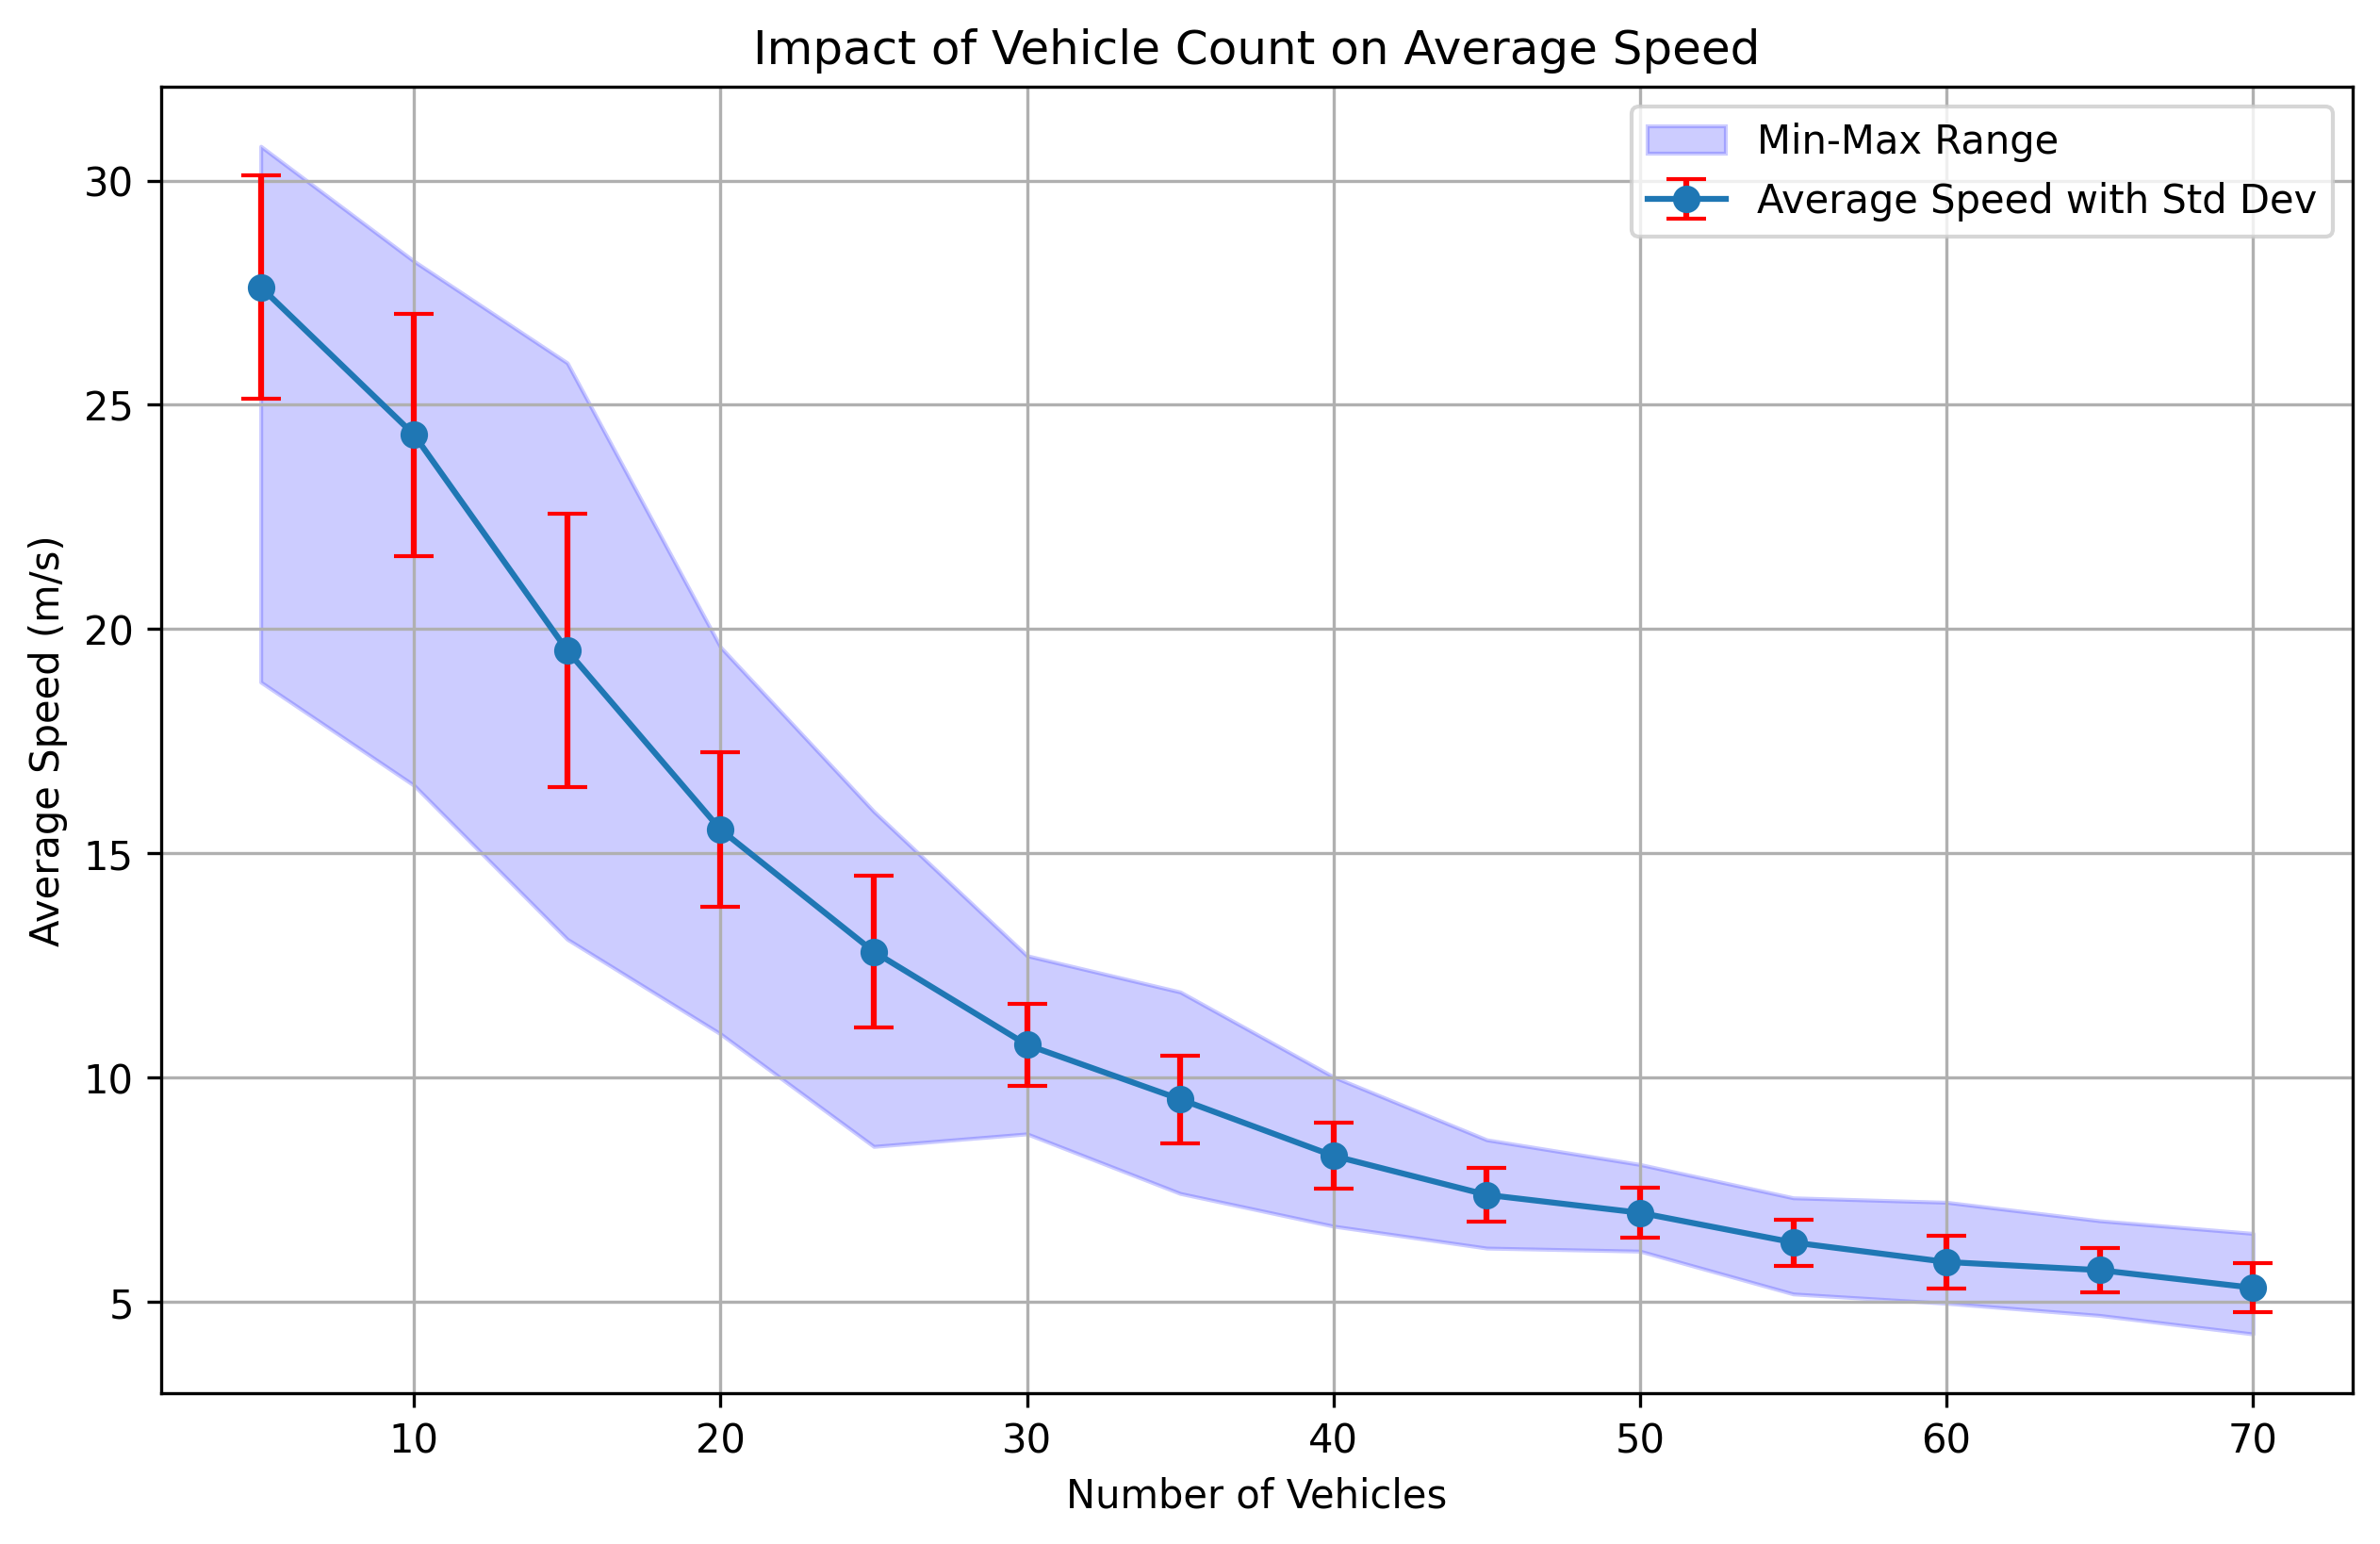 Impact of Vehicle Count on Average Speed
Min-Max Range
Average Speed with Std Dev
Average Speed (m/s)
30
25
20
15
10
5
10 20 30 40 50 60 70
Number of Vehicles